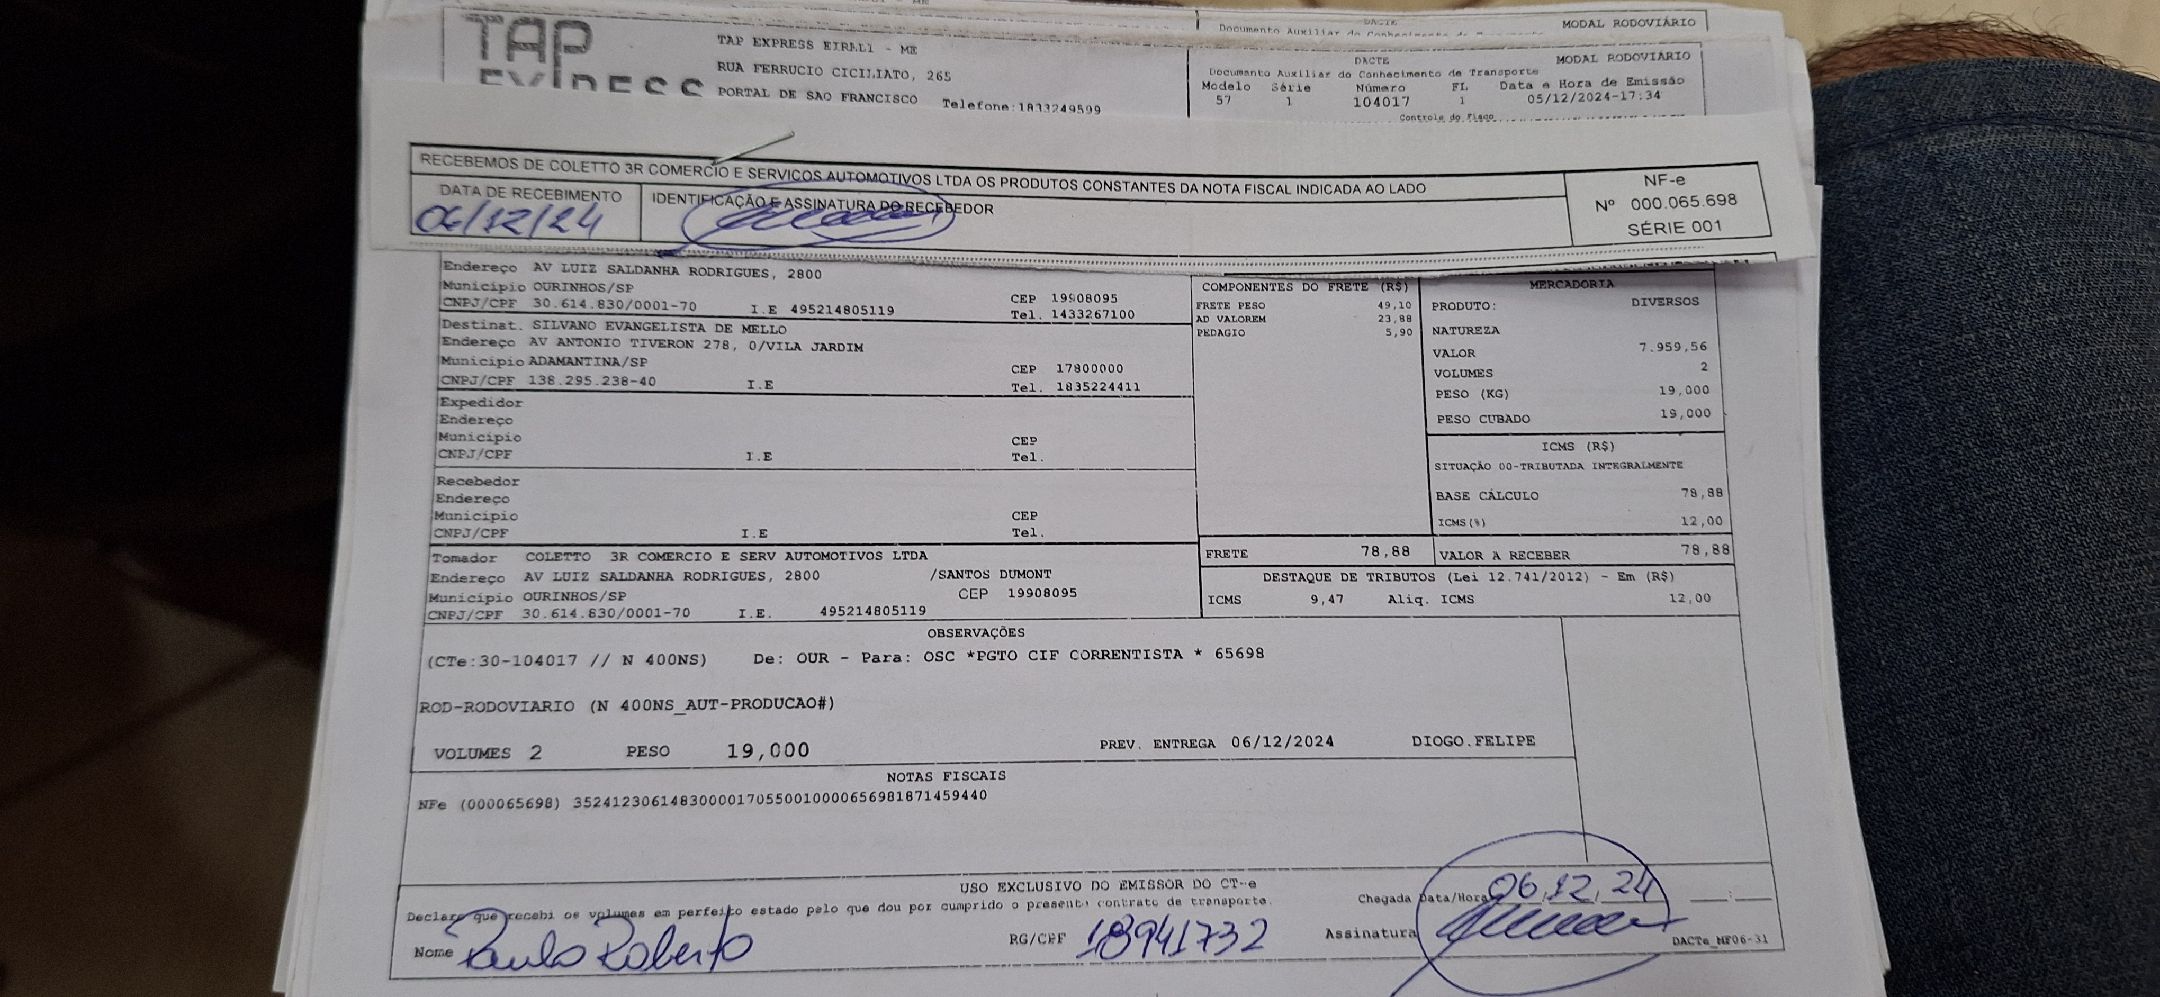 DACTE
MODAL RODOVIÁRIO
TAP EXPRESS
TAP EXPRESS EIRELI - ME
RUA FERRUCIO CICILIATO, 265
PORTAL DE SAO FRANCISCO Telefone:1833249599
DACTE MODAL RODOVIÁRIO
Documento Auxiliar do Conhecimento de Transporte
Modelo Série Número FL Data e Hora de Emissão
57 1 104017 1 05/12/2024-17:34
Controle do Fisco
RECEBEMOS DE COLETTO 3R COMERCIO E SERVICOS AUTOMOTIVOS LTDA OS PRODUTOS CONSTANTES DA NOTA FISCAL INDICADA AO LADO
DATA DE RECEBIMENTO
06/12/24
IDENTIFICAÇÃO E ASSINATURA DO RECEBEDOR
NF-e
Nº 000.065.698
SÉRIE 001
Endereço AV LUIZ SALDANHA RODRIGUES, 2800
Municipio OURINHOS/SP CEP 19908095
CNPJ/CPF 30.614.830/0001-70 I.E 495214805119 Tel. 1433267100
Destinat. SILVANO EVANGELISTA DE MELLO
Endereço AV ANTONIO TIVERON 278, 0/VILA JARDIM
Municipio ADAMANTINA/SP CEP 17800000
CNPJ/CPF 138.295.238-40 I.E Tel. 1835224411
Expedidor
Endereço
Municipio CEP
CNPJ/CPF I.E Tel.
Recebedor
Endereço
Municipio CEP
CNPJ/CPF I.E Tel.
Tomador COLETTO 3R COMERCIO E SERV AUTOMOTIVOS LTDA
Endereço AV LUIZ SALDANHA RODRIGUES, 2800 /SANTOS DUMONT
Municipio OURINHOS/SP CEP 19908095
CNPJ/CPF 30.614.830/0001-70 I.E. 495214805119
COMPONENTES DO FRETE (R$)
FRETE PESO 49,10
AD VALOREM 23,88
PEDAGIO 5,90
MERCADORIA
PRODUTO: DIVERSOS
NATUREZA
VALOR 7.959,56
VOLUMES 2
PESO (KG) 19,000
PESO CUBADO 19,000
ICMS (R$)
SITUAÇÃO 00-TRIBUTADA INTEGRALMENTE
BASE CÁLCULO 78,88
ICMS(%) 12,00
FRETE 78,88 VALOR A RECEBER 78,88
DESTAQUE DE TRIBUTOS (Lei 12.741/2012) - Em (R$)
ICMS 9,47 Aliq. ICMS 12,00
OBSERVAÇÕES
(CTe:30-104017 // N 400NS) De: OUR - Para: OSC *PGTO CIF CORRENTISTA * 65698
ROD-RODOVIARIO (N 400NS_AUT-PRODUCAO#)
VOLUMES 2 PESO 19,000 PREV. ENTREGA 06/12/2024 DIOGO.FELIPE
NOTAS FISCAIS
NFe (000065698) 35241230614830000170550010000656981871459440
USO EXCLUSIVO DO EMISSOR DO CT-e
Declaro que recebi os volumes em perfeito estado pelo que dou por cumprido o presente contrato de transporte.
Chegada Data/Hora 06/12/24
Nome Paulo Roberto RG/CPF 18941732 Assinatura
DACTe_MF06-31